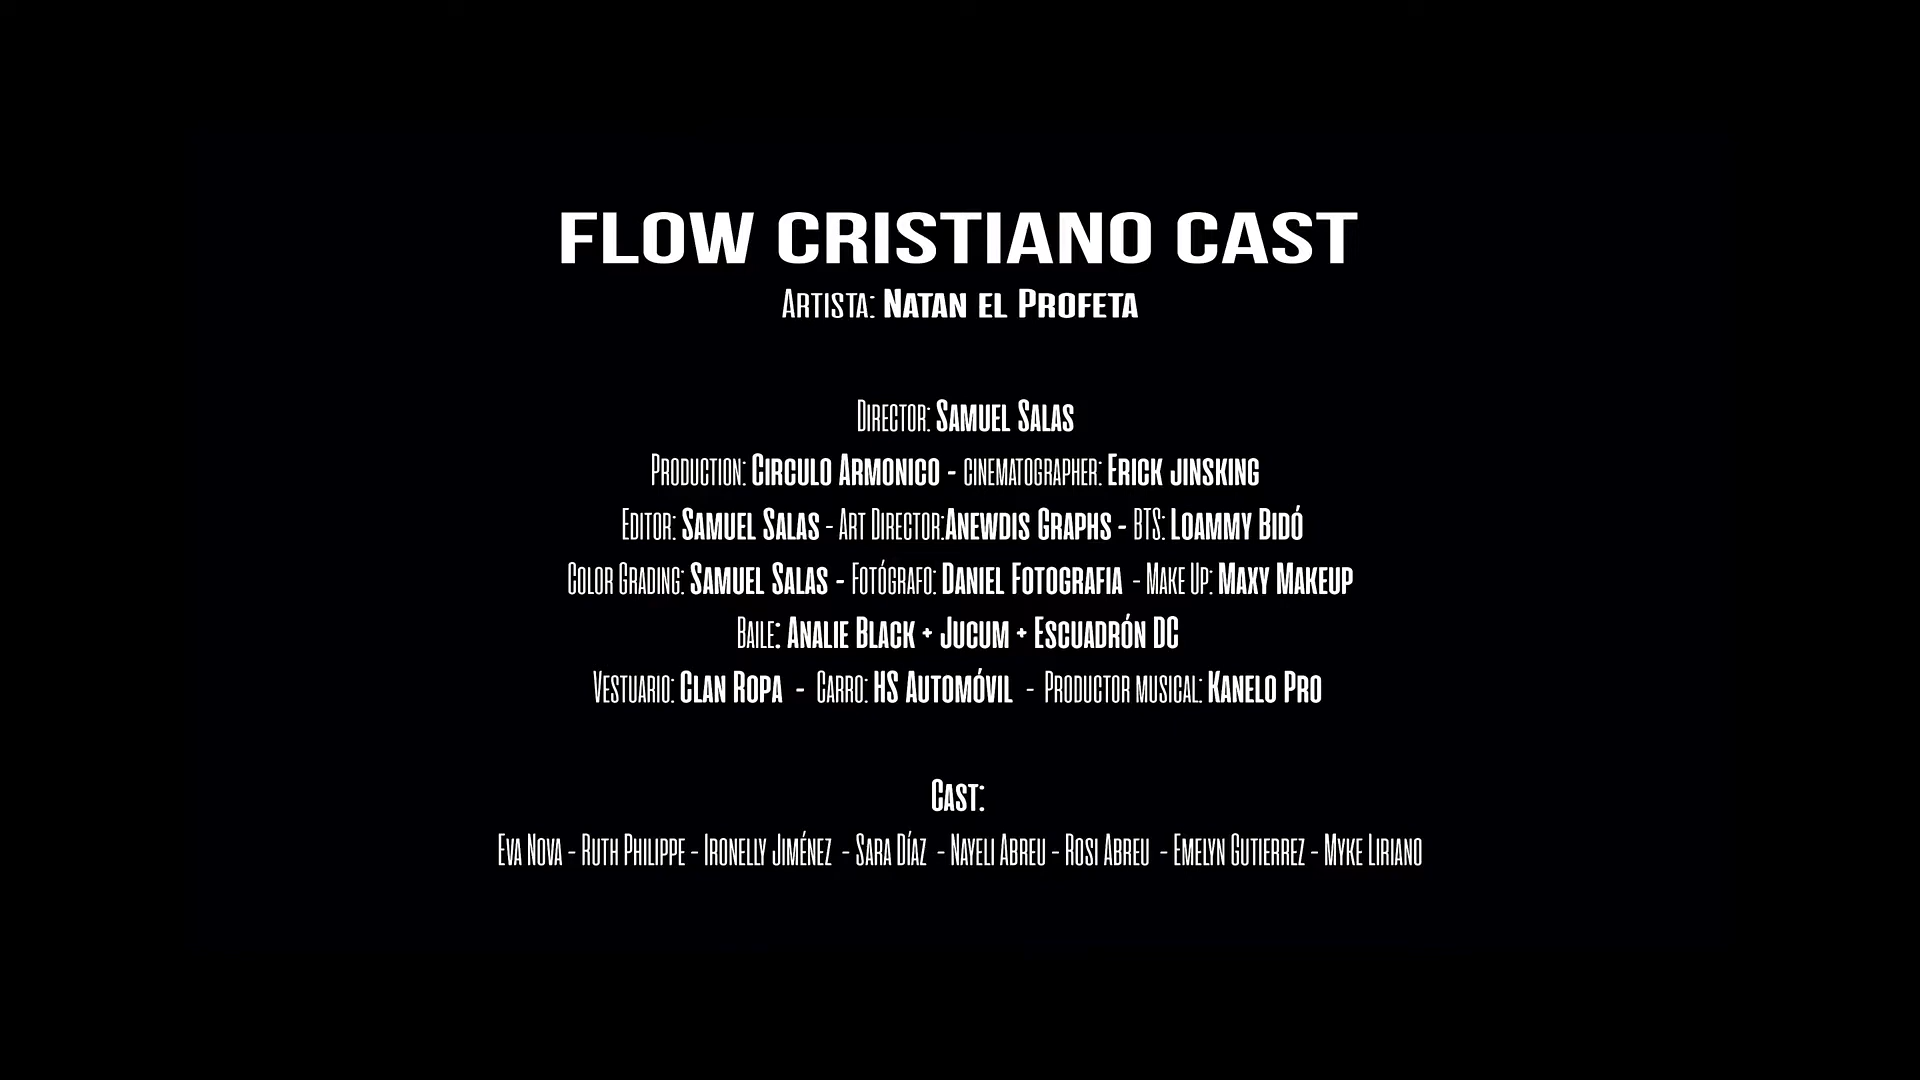 FLOW CRISTIANO CAST
Artista: Natan el Profeta
Director: Samuel Salas
Production: Circulo Armonico - cinematographer: Erick jinsking
Editor: Samuel Salas - Art Director:Anewdis Graphs - BTS: Loammy Bidó
Color Grading: Samuel Salas - Fotógrafo: Daniel Fotografia - Make Up: Maxy Makeup
Baile: Analie Black + Jucum + Escuadrón DC
Vestuario: Clan Ropa - Carro: HS Automóvil - Productor musical: Kanelo Pro
Cast:
Eva Nova - Ruth Philippe - Ironelly Jiménez - Sara Díaz - Nayeli Abreu - Rosi Abreu - Emelyn Gutierrez - Myke Liriano